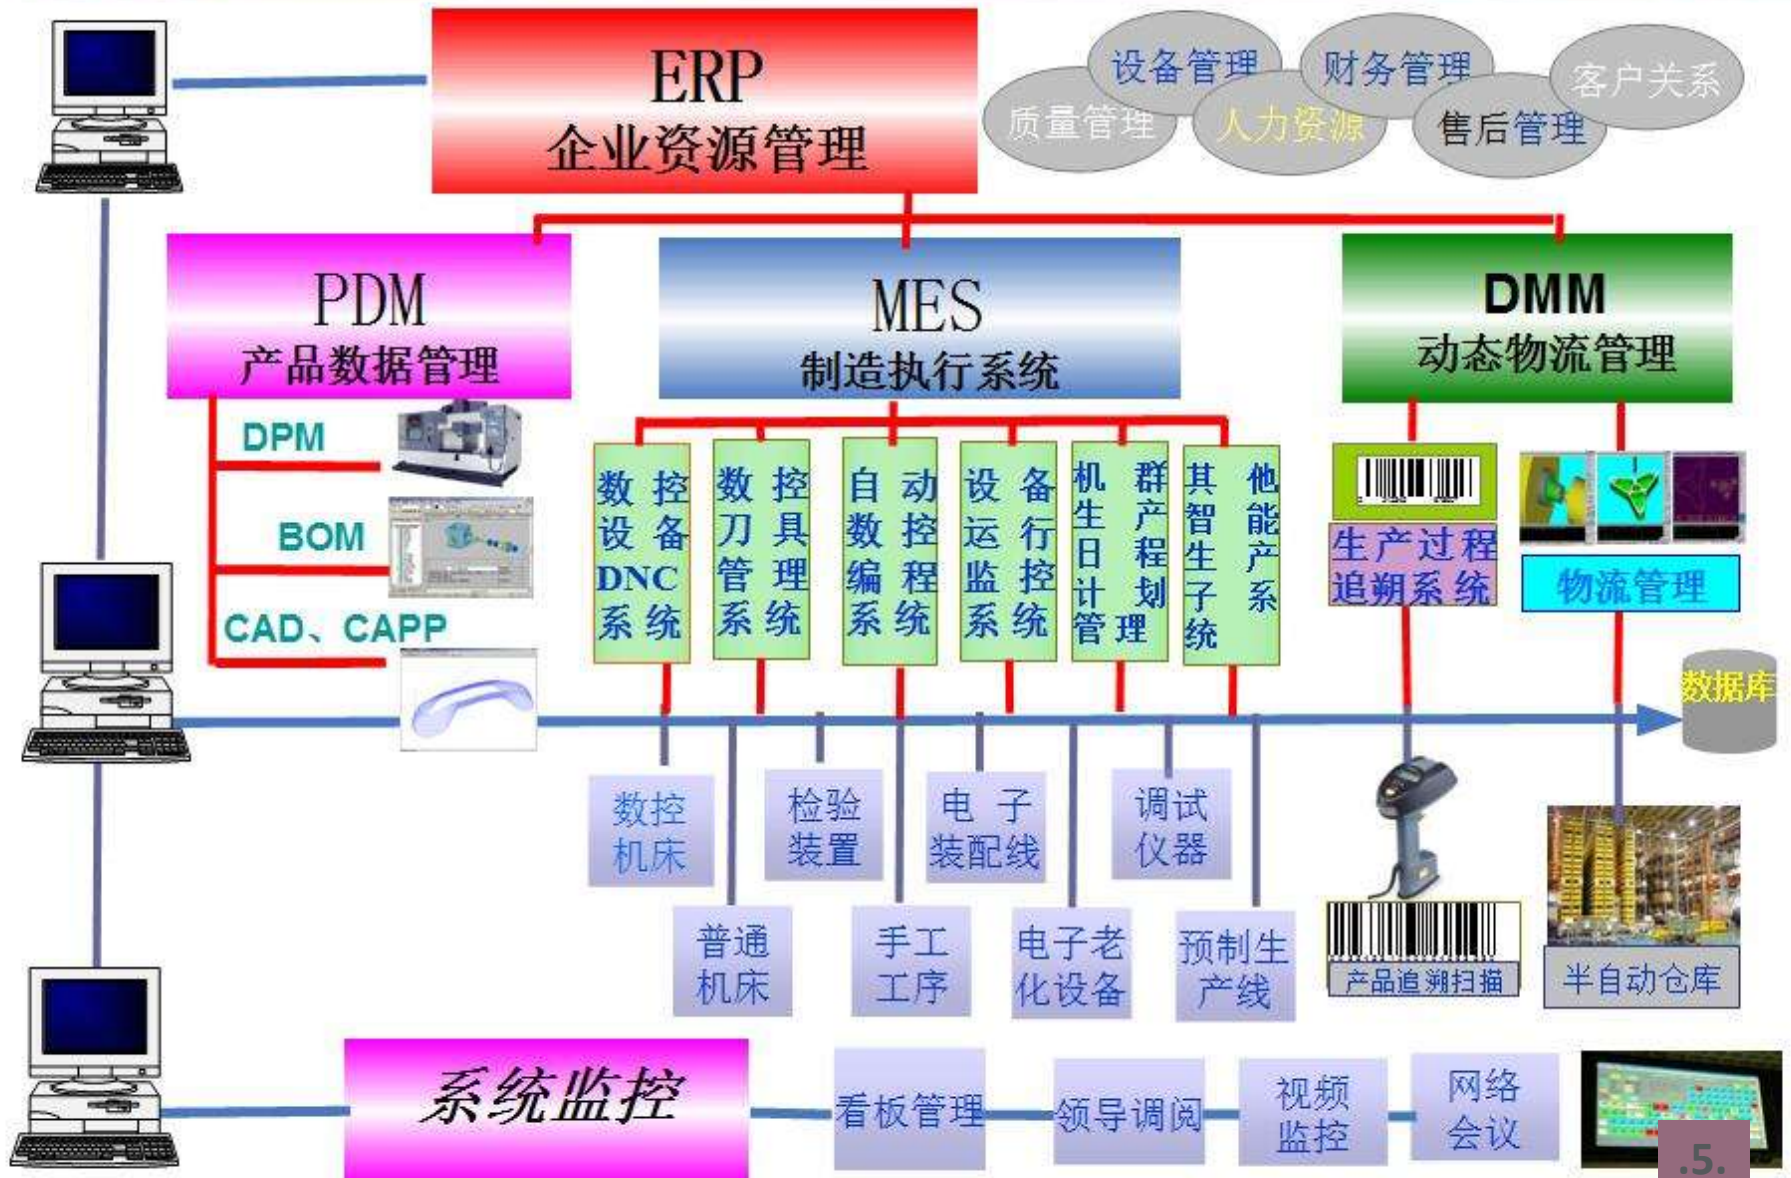 ERP
企业资源管理
设备管理
财务管理
客户关系
质量管理
人力资源
售后管理
PDM
产品数据管理
MES
制造执行系统
DMM
动态物流管理
DPM
BOM
CAD、CAPP
数控
设备
DNC
系统
数控
刀具
管理
系统
自动
数控
编程
系统
设备
运行
监控
系统
机群
生产
日程
计划
管理
其他
智能
生产
子系
统
生产过程
追朔系统
物流管理
数据库
数控
机床
检验
装置
电 子
装配线
调试
仪器
普通
机床
手工
工序
电子老
化设备
预制生
产线
产品追溯扫描
半自动仓库
系统监控
看板管理
领导调阅
视频
监控
网络
会议
.5.